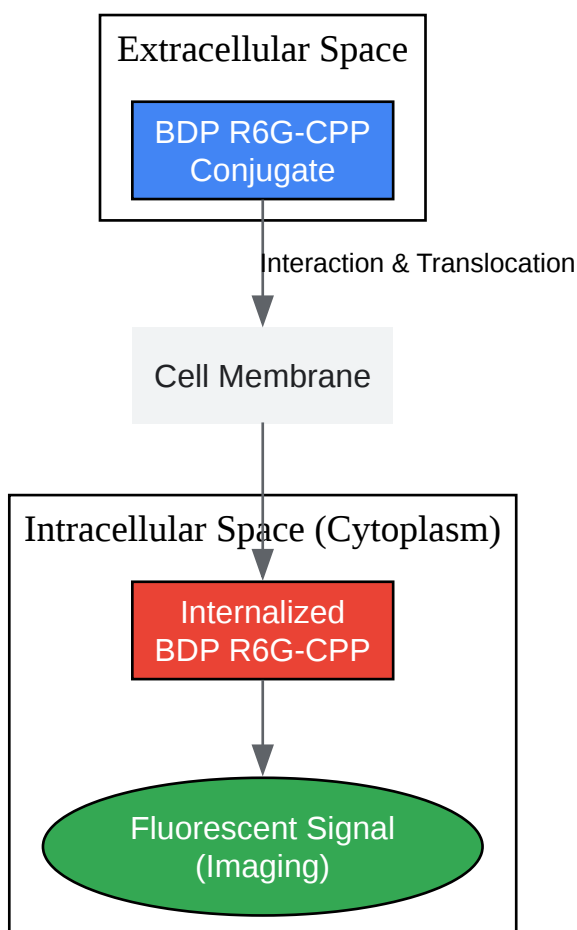 Extracellular Space
BDP R6G-CPP
Conjugate
Interaction & Translocation
Cell Membrane
Intracellular Space (Cytoplasm)
Internalized
BDP R6G-CPP
Fluorescent Signal
(Imaging)